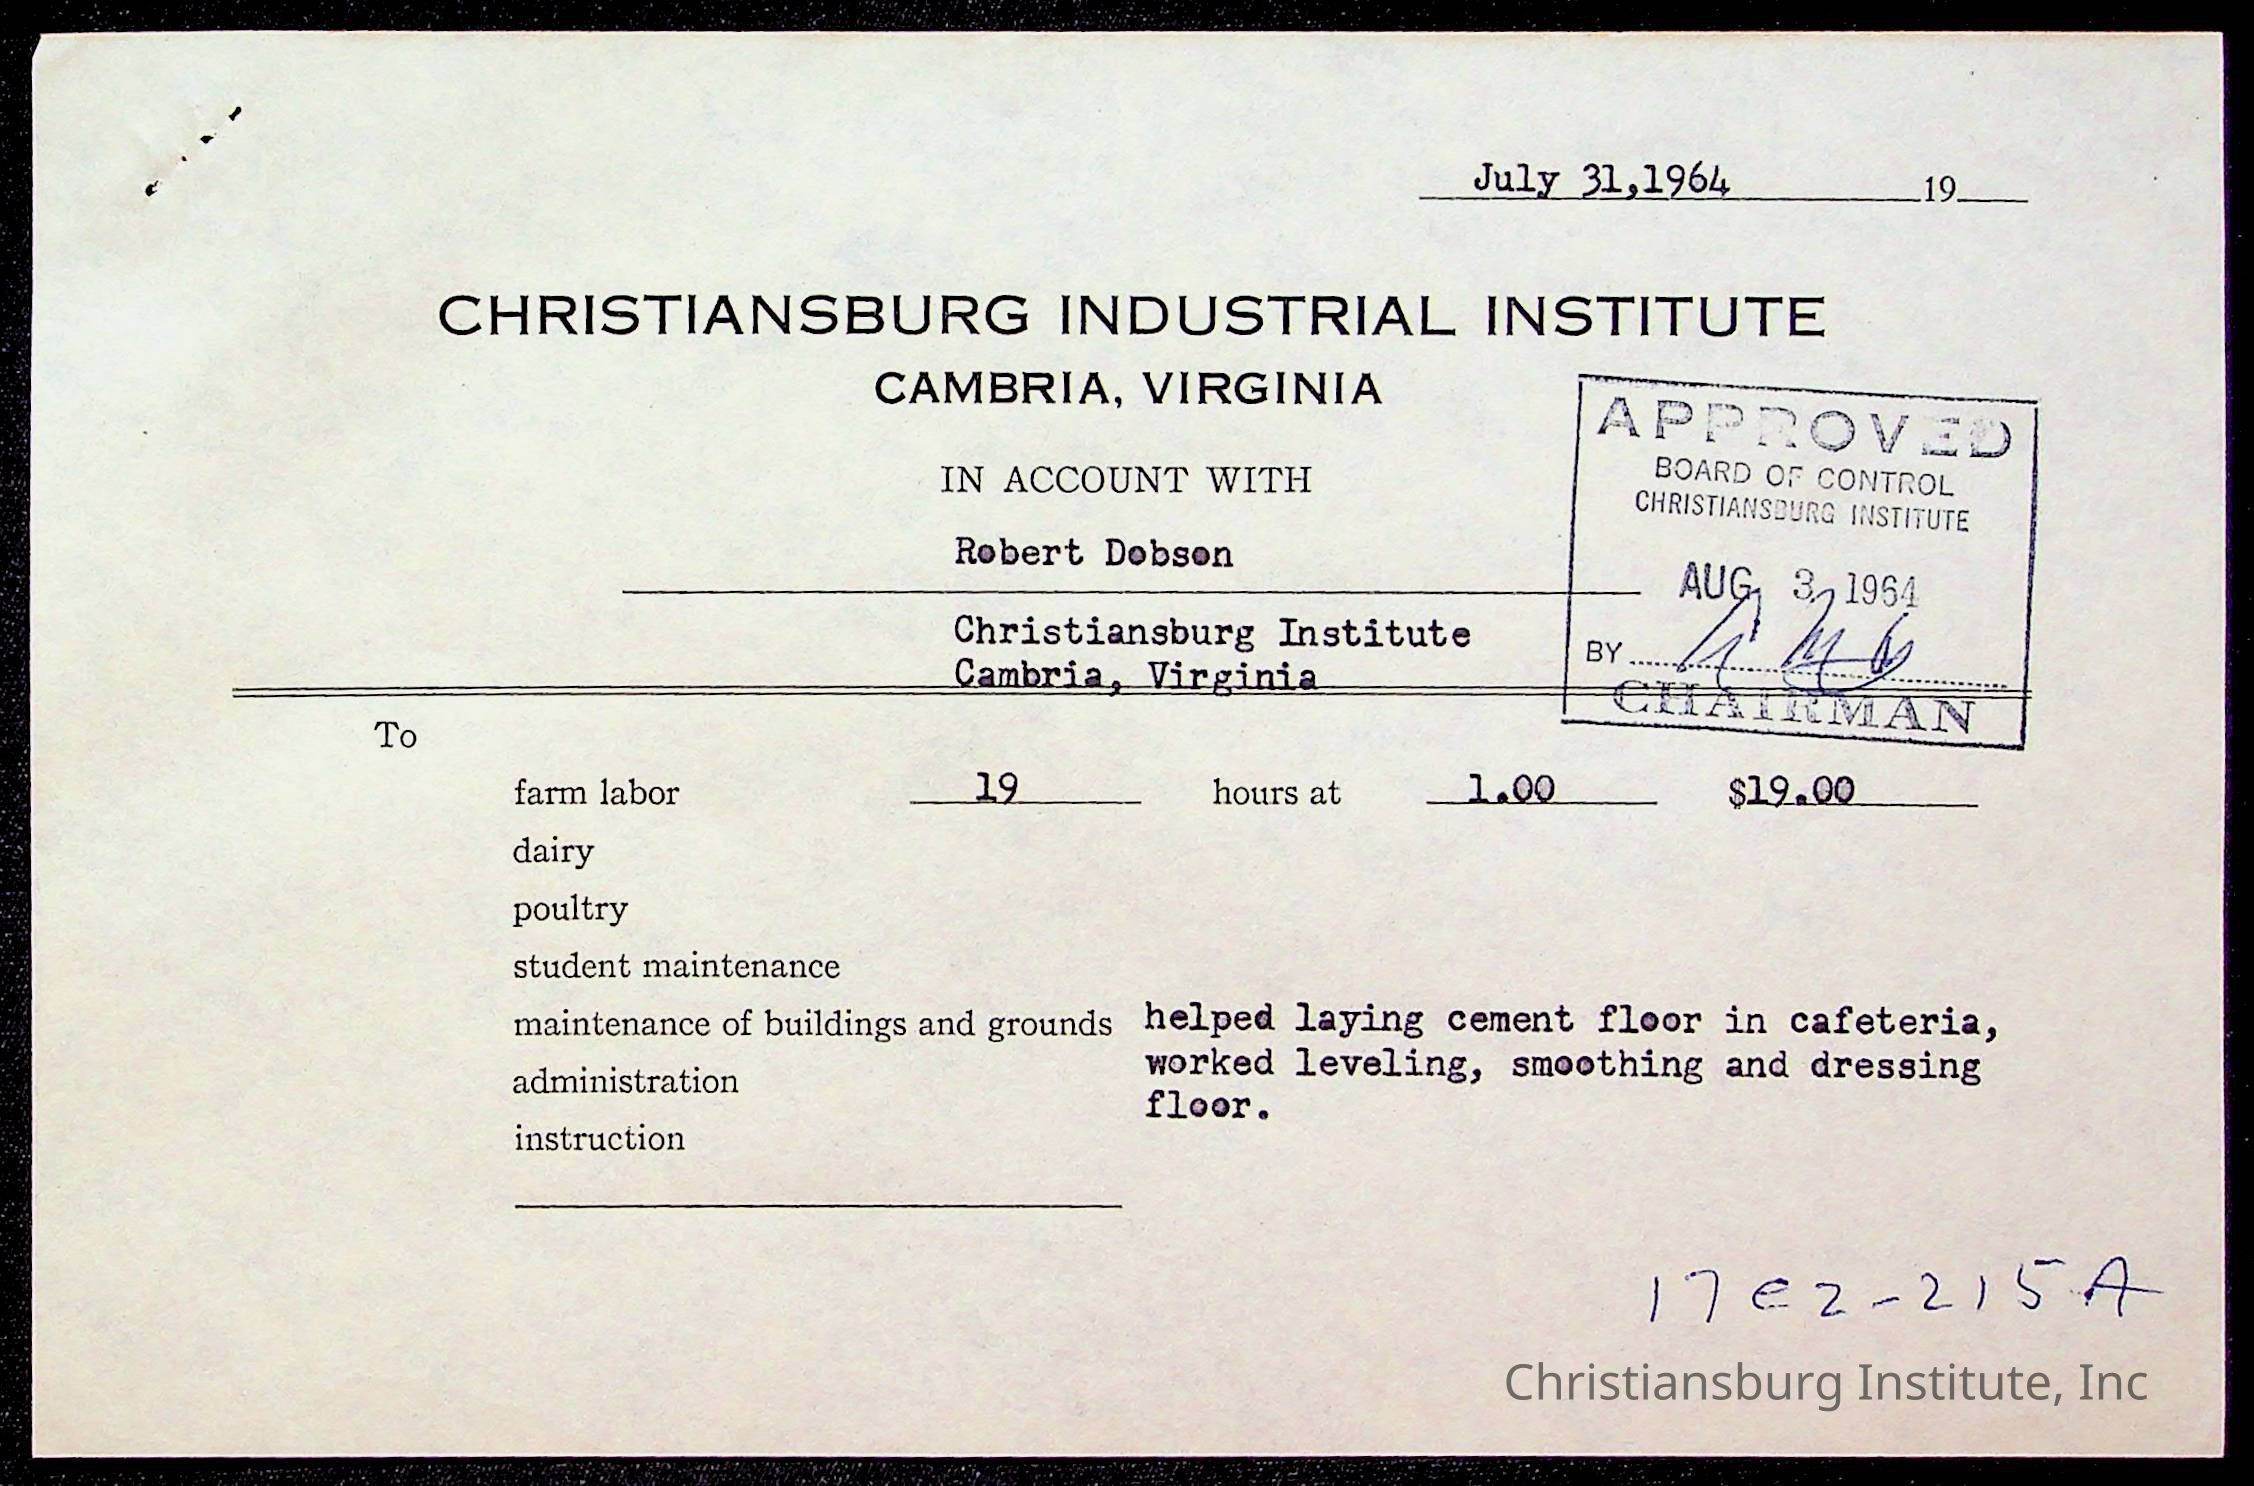 July 31,1964 19
CHRISTIANSBURG INDUSTRIAL INSTITUTE
CAMBRIA, VIRGINIA
IN ACCOUNT WITH
Robert Dobson
Christiansburg Institute
Cambria, Virginia
APPROVED
BOARD OF CONTROL
CHRISTIANSBURG INSTITUTE
AUG 3 1964
BY
CHAIRMAN
To
farm labor 19 hours at 1.00 $19.00
dairy
poultry
student maintenance
maintenance of buildings and grounds helped laying cement floor in cafeteria,
administration worked leveling, smoothing and dressing
floor.
instruction
17e2-215A
Christiansburg Institute, Inc